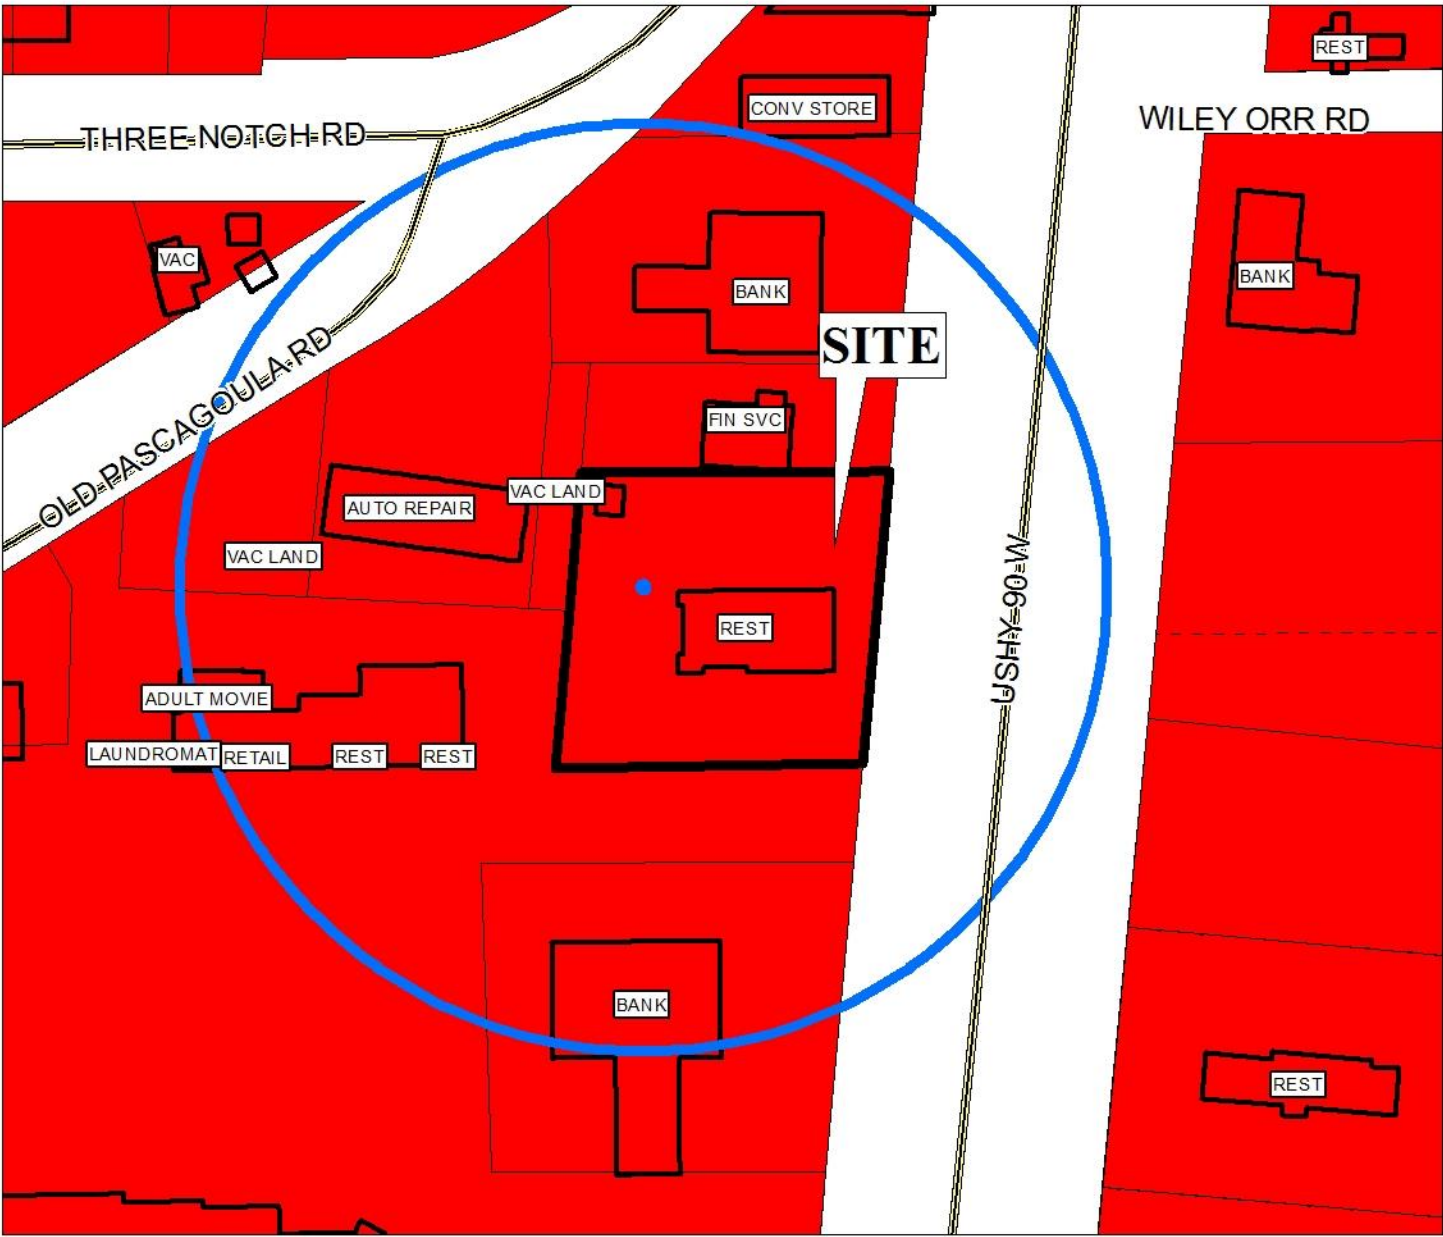 REST
CONV STORE
WILEY ORR RD
THREE NOTCH RD
VAC
BANK
BANK
SITE
OLD PASCAGOULA RD
FIN SVC
VAC LAND
AUTO REPAIR
VAC LAND
USHY 90 W
REST
ADULT MOVIE
LAUNDROMAT
RETAIL
REST
REST
BANK
REST